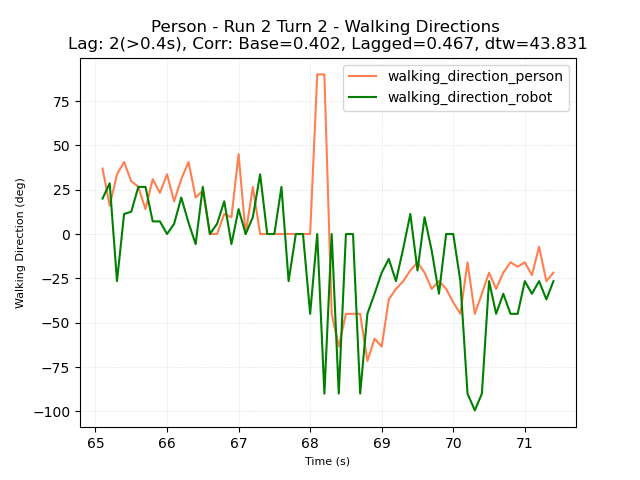 Person - Run 2 Turn 2 - Walking Directions
Lag: 2(>0.4s), Corr: Base=0.402, Lagged=0.467, dtw=43.831
walking_direction_person
walking_direction_robot
75
50
25
0
−25
−50
−75
−100
Walking Direction (deg)
65 66 67 68 69 70 71
Time (s)